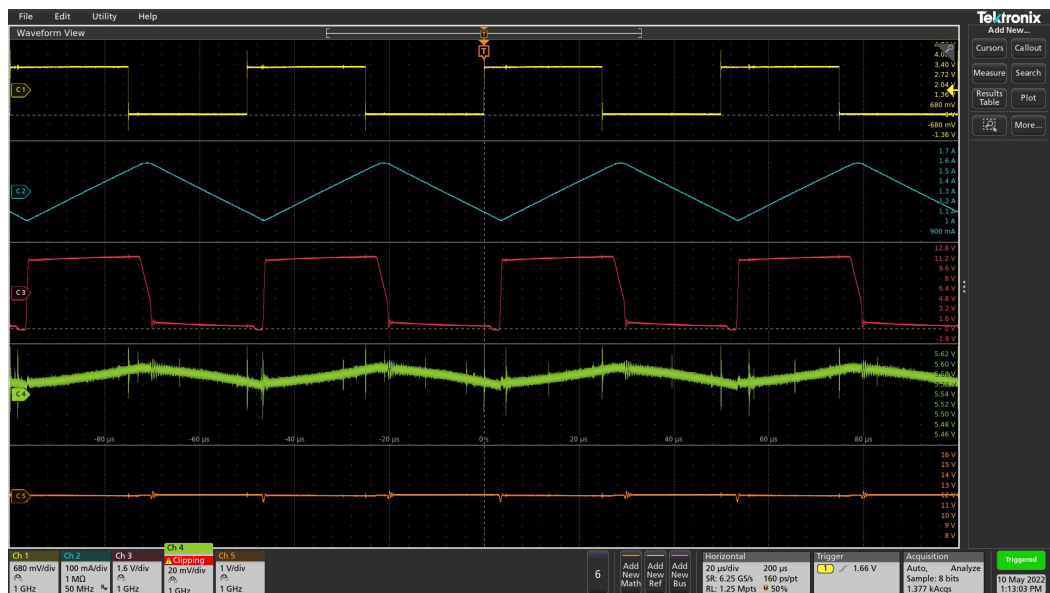 File Edit Utility Help
Tektronix
Waveform View
Add New...
Cursors Callout
Measure Search
Results Table Plot
More...
T
T
C1
4.00
3.40 V
2.72 V
2.04 V
1.36 V
680 mV
0 V
-680 mV
-1.36 V
C2
1.7 A
1.6 A
1.5 A
1.4 A
1.3 A
1.2 A
1.1 A
1 A
900 mA
C3
12.8 V
11.2 V
9.6 V
8 V
6.4 V
4.8 V
3.2 V
1.6 V
0 V
-1.6 V
C4
5.62 V
5.60 V
5.58 V
5.56 V
5.54 V
5.52 V
5.50 V
5.48 V
5.46 V
-80 µs -60 µs -40 µs -20 µs 0 s 20 µs 40 µs 60 µs 80 µs
C5
16 V
15 V
14 V
13 V
12 V
11 V
10 V
9 V
8 V
Ch 1
680 mV/div
1 GHz
Ch 2
100 mA/div
1 MΩ
50 MHz
Ch 3
1.6 V/div
1 GHz
Ch 4
Clipping
20 mV/div
1 GHz
Ch 5
1 V/div
1 GHz
6
Add New Math
Add New Ref
Add New Bus
Horizontal
20 µs/div 200 µs
SR: 6.25 GS/s 160 ps/pt
RL: 1.25 Mpts 50%
Trigger
1 1.66 V
Acquisition
Auto, Analyze
Sample: 8 bits
1.377 kAcqs
Triggered
10 May 2022
1:13:03 PM